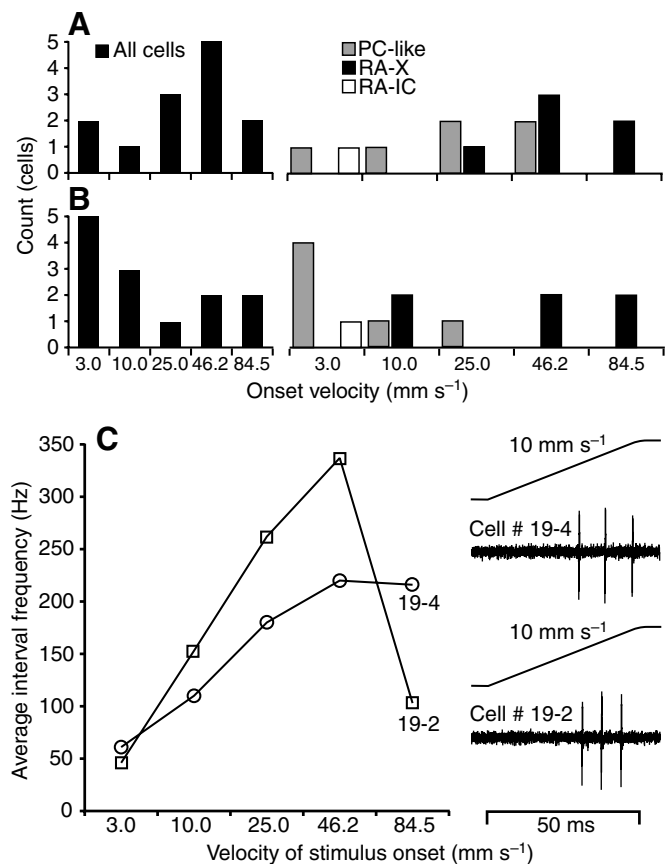 A
All cells
PC-like
RA-X
RA-IC
5
4
3
2
1
0
B
5
4
3
2
1
0
Count (cells)
3.0 10.0 25.0 46.2 84.5
3.0 10.0 25.0 46.2 84.5
Onset velocity (mm s⁻¹)
C
350
300
250
200
150
100
50
0
Average interval frequency (Hz)
19-4
19-2
3.0 10.0 25.0 46.2 84.5
Velocity of stimulus onset (mm s⁻¹)
10 mm s⁻¹
Cell # 19-4
10 mm s⁻¹
Cell # 19-2
50 ms